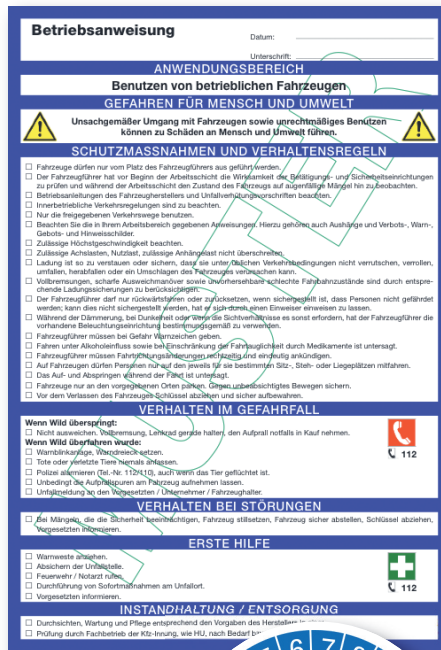 Betriebsanweisung
Datum:
Unterschrift:
ANWENDUNGSBEREICH
Benutzen von betrieblichen Fahrzeugen
GEFAHREN FÜR MENSCH UND UMWELT
Unsachgemäßer Umgang mit Fahrzeugen sowie unrechtmäßiges Benutzen
können zu Schäden an Mensch und Umwelt führen.
SCHUTZMASSNAHMEN UND VERHALTENSREGELN
☐ Fahrzeuge dürfen nur vom Platz des Fahrzeugführers aus geführt werden.
☐ Der Fahrzeugführer hat vor Beginn der Arbeitsschicht die Wirksamkeit der Betätigungs- und Sicherheitseinrichtungen
zu prüfen und während der Arbeitsschicht den Zustand des Fahrzeugs auf augenfällige Mängel hin zu beobachten.
☐ Betriebsanleitungen des Fahrzeugherstellers und Unfallverhütungsvorschriften beachten.
☐ Innerbetriebliche Verkehrsregelungen sind zu beachten.
☐ Nur die freigegebenen Verkehrswege benutzen.
☐ Beachten Sie die in Ihrem Arbeitsbereich gegebenen Anweisungen. Hierzu gehören auch Aushänge und Verbots-, Warn-,
Gebots- und Hinweisschilder.
☐ Zulässige Höchstgeschwindigkeit beachten.
☐ Zulässige Achslasten, Nutzlast, zulässige Anhängelast nicht überschreiten.
☐ Ladung ist so zu verstauen oder sichern, dass sie unter üblichen Verkehrsbedingungen nicht verrutschen, verrollen,
umfallen, herabfallen oder ein Umschlagen des Fahrzeuges verursachen kann.
☐ Vollbremsungen, scharfe Ausweichmanöver sowie unvorhersehbare schlechte Fahrbahnzustände sind durch entspre-
chende Ladungssicherungen zu berücksichtigen.
☐ Der Fahrzeugführer darf nur rückwärtsfahren oder zurücksetzen, wenn sichergestellt ist, dass Personen nicht gefährdet
werden; kann dies nicht sichergestellt werden, hat er sich durch einen Einweiser einweisen zu lassen.
☐ Während der Dämmerung, bei Dunkelheit oder wenn die Sichtverhältnisse es sonst erfordern, hat der Fahrzeugführer die
vorhandene Beleuchtungseinrichtung bestimmungsgemäß zu verwenden.
☐ Fahrzeugführer müssen bei Gefahr Warnzeichen geben.
☐ Fahren unter Alkoholeinfluss sowie bei Einschränkung der Fahrtauglichkeit durch Medikamente ist untersagt.
☐ Fahrzeugführer müssen Fahrtrichtungsänderungen rechtzeitig und eindeutig ankündigen.
☐ Auf Fahrzeugen dürfen Personen nur auf den jeweils für sie bestimmten Sitz-, Steh- oder Liegeplätzen mitfahren.
☐ Das Auf- und Abspringen während der Fahrt ist untersagt.
☐ Fahrzeuge nur an den vorgegebenen Orten parken. Gegen unbeabsichtigtes Bewegen sichern.
☐ Vor dem Verlassen des Fahrzeuges Schlüssel abziehen und sicher aufbewahren.
VERHALTEN IM GEFAHRFALL
Wenn Wild überspringt:
☐ Nicht ausweichen. Vollbremsung, Lenkrad gerade halten, den Aufprall notfalls in Kauf nehmen.
Wenn Wild überfahren wurde:
☐ Warnblinkanlage, Warndreieck setzen.
☐ Tote oder verletzte Tiere niemals anfassen.
☐ Polizei alarmieren (Tel.-Nr. 112/110), auch wenn das Tier geflüchtet ist.
☐ Unbedingt die Aufprallspuren am Fahrzeug aufnehmen lassen.
☐ Unfallmeldung an den Vorgesetzten / Unternehmer / Fahrzeughalter.
112
VERHALTEN BEI STÖRUNGEN
☐ Bei Mängeln, die die Sicherheit beeinträchtigen, Fahrzeug stillsetzen, Fahrzeug sicher abstellen, Schlüssel abziehen,
Vorgesetzten informieren.
ERSTE HILFE
☐ Warnweste anziehen.
☐ Absichern der Unfallstelle.
☐ Feuerwehr / Notarzt rufen.
☐ Durchführung von Sofortmaßnahmen am Unfallort.
☐ Vorgesetzten informieren.
112
INSTANDHALTUNG / ENTSORGUNG
☐ Durchsichten, Wartung und Pflege entsprechend den Vorgaben des Herstellers
☐ Prüfung durch Fachbetrieb der Kfz-Innung, wie HU, nach Bedarf
6 7 8